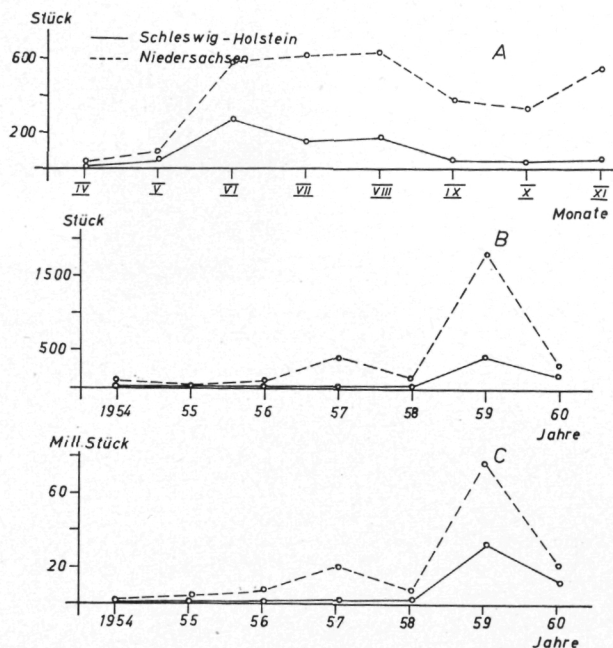 Stück
Schleswig-Holstein
Niedersachsen
A
600
200
IV V VI VII VIII IX X XI
Monate
Stück
B
1500
500
1954 55 56 57 58 59 60
Jahre
Mill. Stück
C
60
20
1954 55 56 57 58 59 60
Jahre